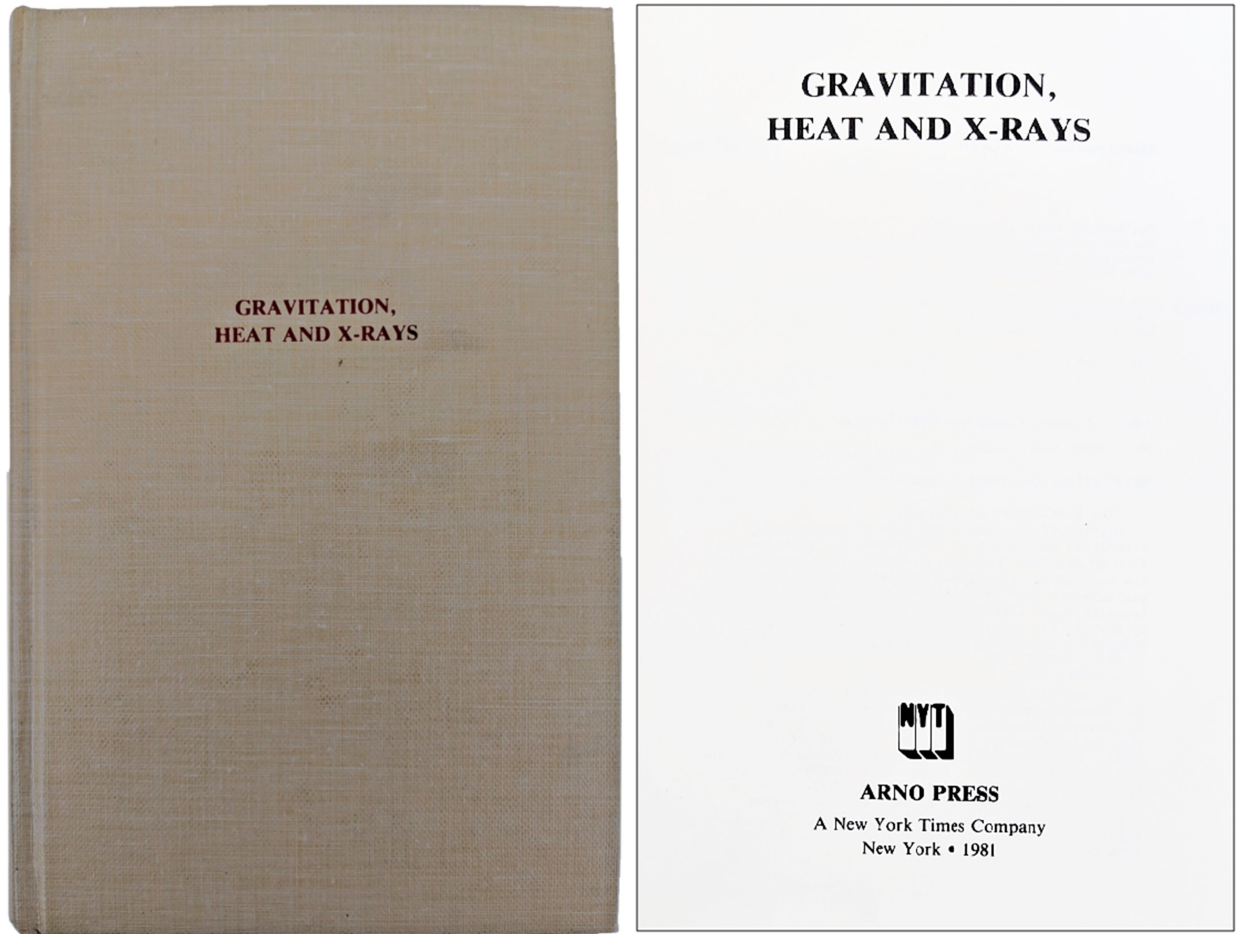 GRAVITATION,
HEAT AND X-RAYS
GRAVITATION,
HEAT AND X-RAYS
NYT
ARNO PRESS
A New York Times Company
New York • 1981